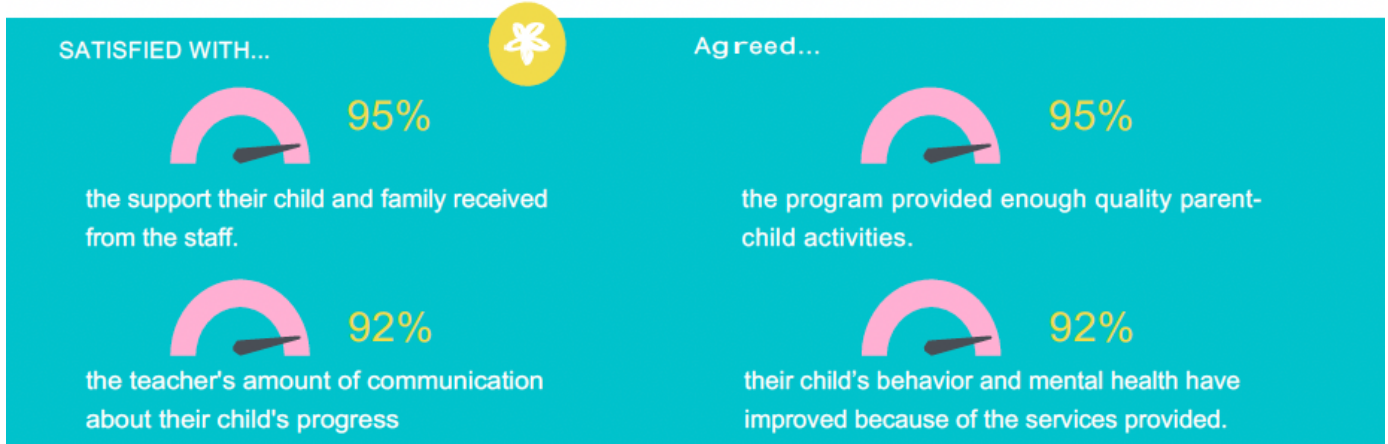 SATISFIED WITH...
95%
the support their child and family received
from the staff.
92%
the teacher's amount of communication
about their child's progress
Agreed...
95%
the program provided enough quality parent-
child activities.
92%
their child's behavior and mental health have
improved because of the services provided.